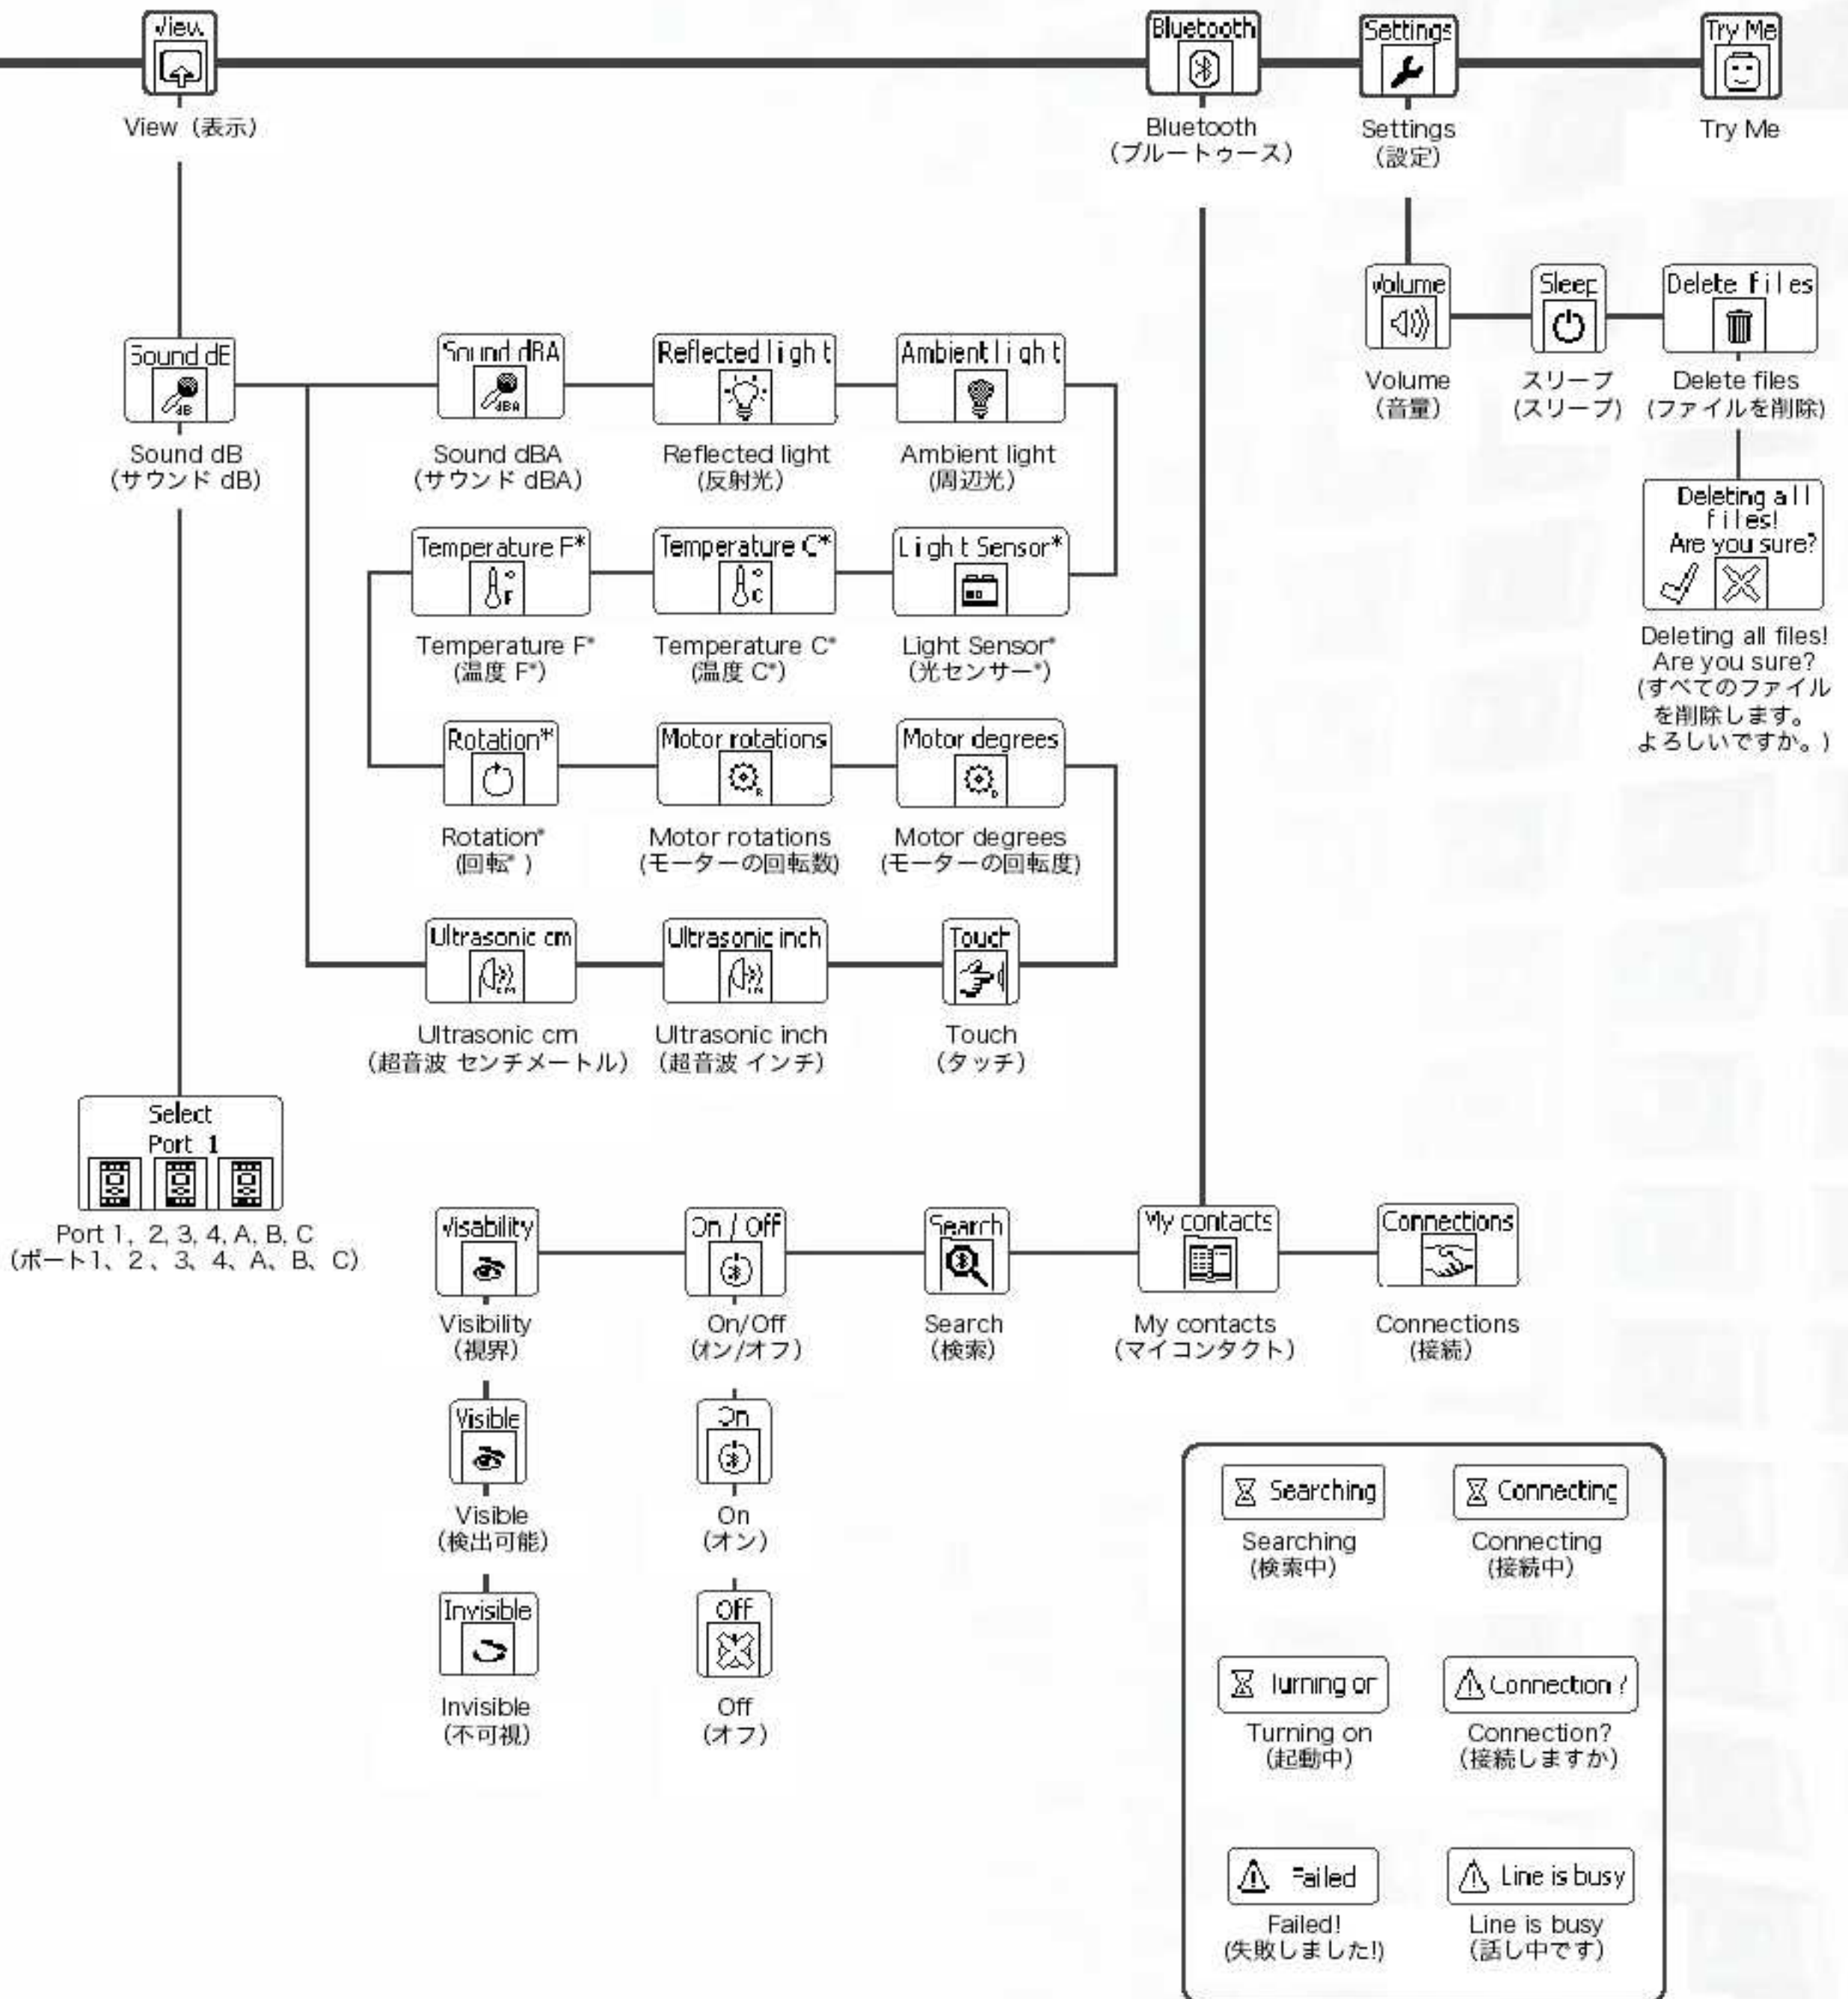 View
Bluetooth
Settings
Try Me
View（表示）
Bluetooth
（ブルートゥース）
Settings
（設定）
Try Me
Volume
Sleep
Delete files
Volume
（音量）
スリープ
(スリープ)
Delete files
(ファイルを削除)
Sound dB
dB
Sound dBA
dBA
Reflected light
Ambient light
Sound dB
（サウンド dB）
Sound dBA
（サウンド dBA）
Reflected light
(反射光）
Ambient light
(周辺光）
Deleting all
files!
Are you sure?
Deleting all files!
Are you sure?
(すべてのファイル
を削除します。
よろしいですか。)
Temperature F*
°F
Temperature C*
°C
Light Sensor*
Temperature F*
(温度 F*)
Temperature C*
(温度 C*)
Light Sensor*
(光センサー*)
Rotation*
Motor rotations
R
Motor degrees
D
Rotation*
(回転* )
Motor rotations
(モーターの回転数)
Motor degrees
(モーターの回転度)
Ultrasonic cm
CM
Ultrasonic inch
IN
Touch
Ultrasonic cm
（超音波 センチメートル）
Ultrasonic inch
（超音波 インチ）
Touch
（タッチ）
Select
Port 1
Port 1, 2, 3, 4, A, B, C
（ポート1、2、3、4、A、B、C）
Visability
On / Off
Search
My contacts
Connections
Visibility
（視界）
On/Off
（オン/オフ）
Search
（検索）
My contacts
（マイコンタクト）
Connections
（接続）
Visible
On
Visible
（検出可能）
On
（オン）
Invisible
Off
Invisible
（不可視）
Off
（オフ）
Searching
Connecting
Searching
(検索中）
Connecting
(接続中）
Turning on
Connection?
Turning on
（起動中）
Connection?
（接続しますか）
Failed
Line is busy
Failed!
(失敗しました!)
Line is busy
（話し中です）